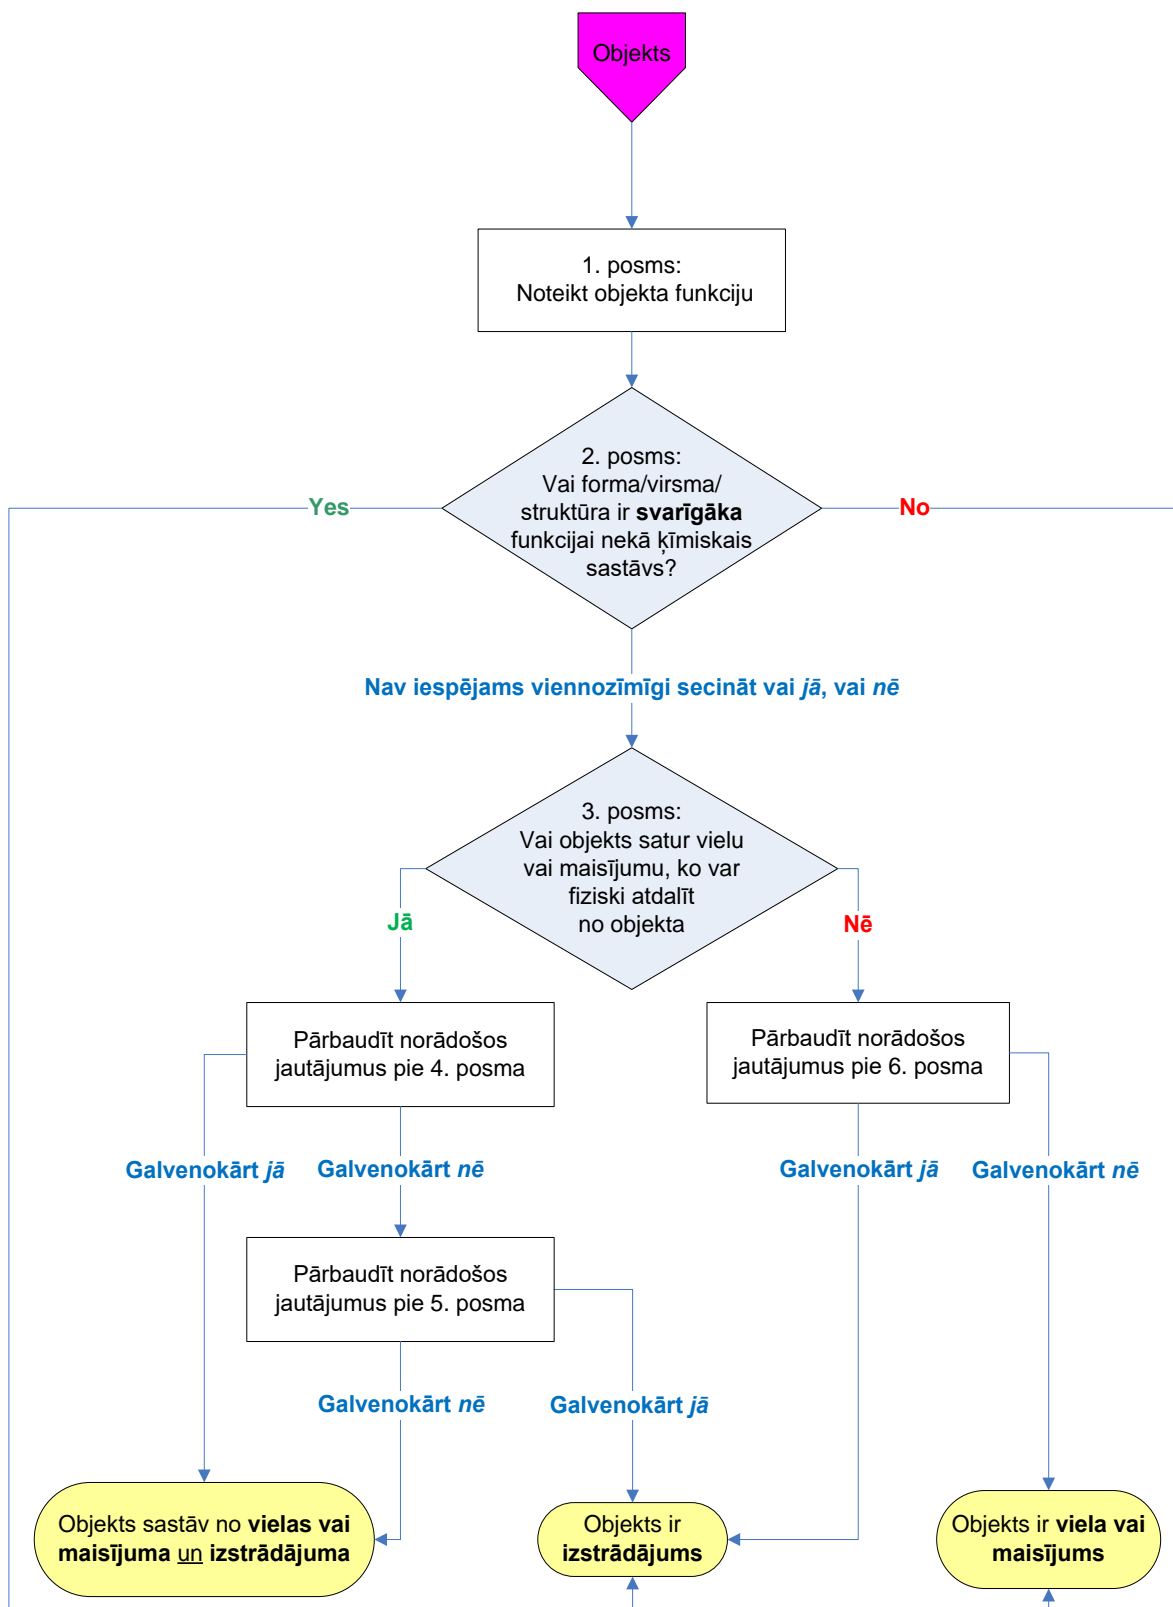 Objekts
1. posms:
Noteikt objekta funkciju
2. posms:
Vai forma/virsma/
struktūra ir svarīgāka
funkcijai nekā ķīmiskais
sastāvs?
Yes
No
Nav iespējams viennozīmīgi secināt vai jā, vai nē
3. posms:
Vai objekts satur vielu
vai maisījumu, ko var
fiziski atdalīt
no objekta
Jā
Nē
Pārbaudīt norādošos
jautājumus pie 4. posma
Pārbaudīt norādošos
jautājumus pie 6. posma
Galvenokārt jā
Galvenokārt nē
Galvenokārt jā
Galvenokārt nē
Pārbaudīt norādošos
jautājumus pie 5. posma
Galvenokārt nē
Galvenokārt jā
Objekts sastāv no vielas vai
maisījuma un izstrādājuma
Objekts ir
izstrādājums
Objekts ir viela vai
maisījums